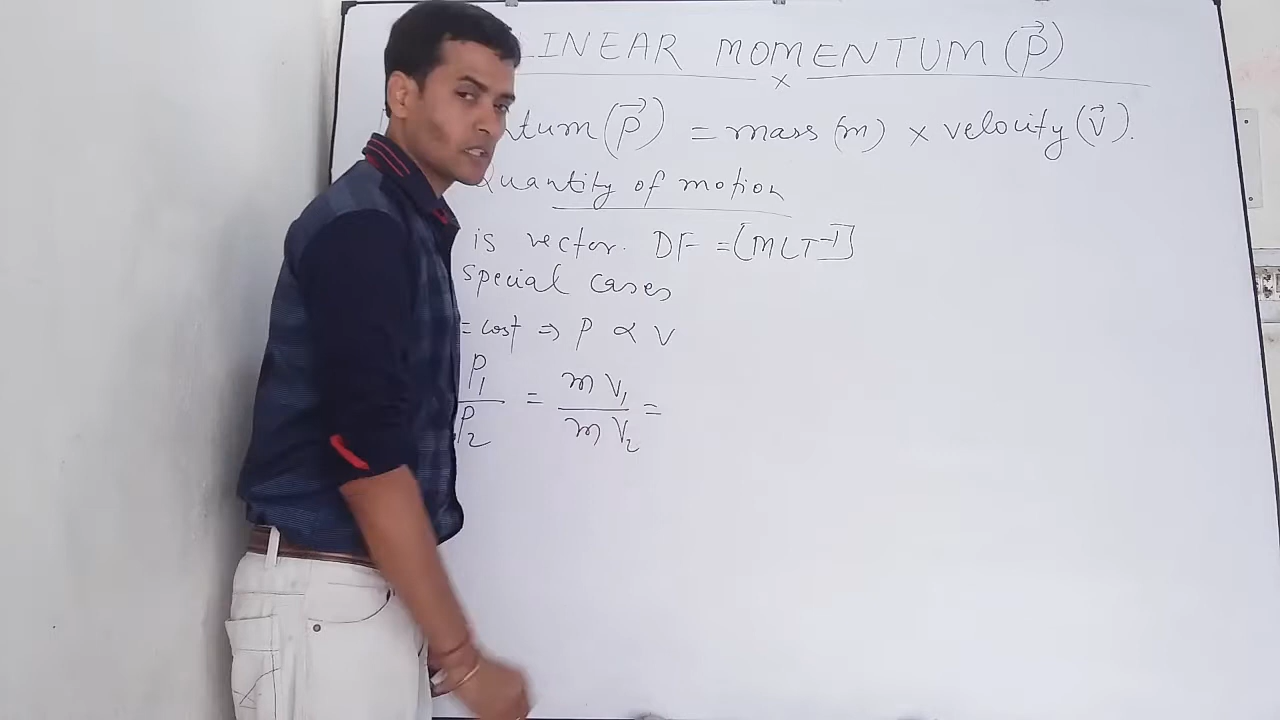 LINEAR MOMENTUM (P⃗)
tum (P⃗) = mass (m) × velocity (v⃗).
Quantity of motion
is vector. DF = [MLT-1]
special cases
= cost ⇒ P ∝ V
P1/P2 = m V1/m V2 =